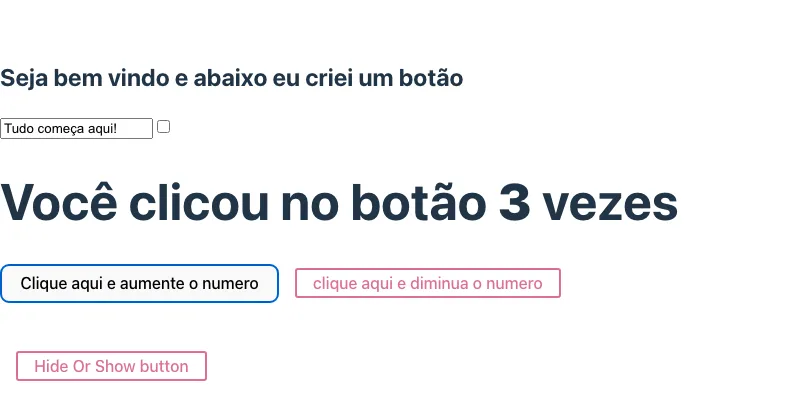 Seja bem vindo e abaixo eu criei um botão
Tudo começa aqui!
Você clicou no botão 3 vezes
Clique aqui e aumente o numero
clique aqui e diminua o numero
Hide Or Show button